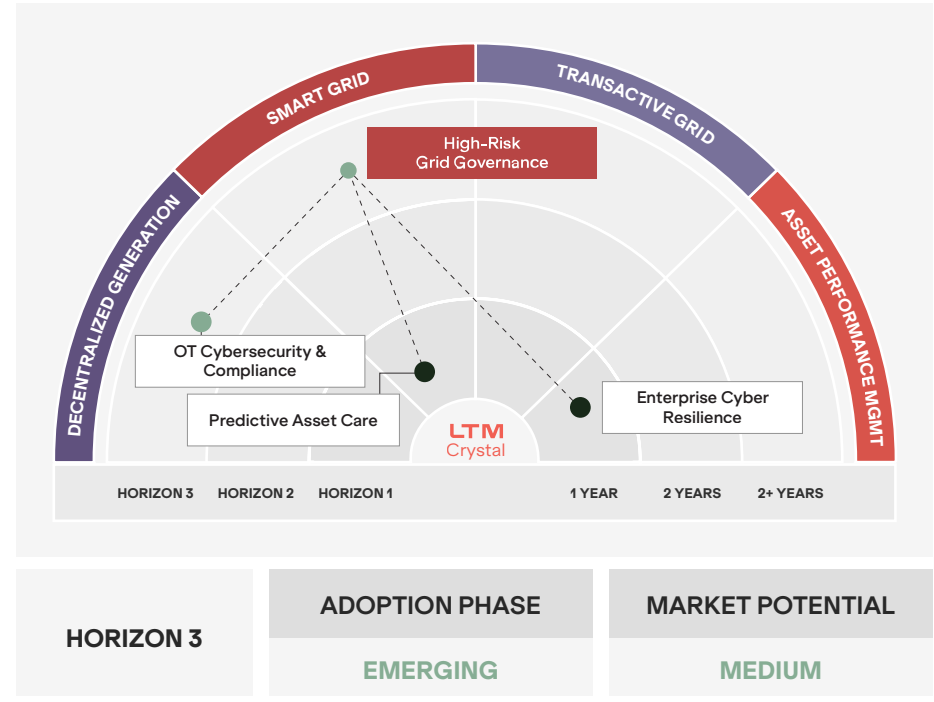 SMART GRID
TRANSACTIVE GRID
DECENTRALIZED GENERATION
ASSET PERFORMANCE MGMT
High-Risk
Grid Governance
OT Cybersecurity &
Compliance
Predictive Asset Care
Enterprise Cyber
Resilience
LTM
Crystal
HORIZON 3 HORIZON 2 HORIZON 1 1 YEAR 2 YEARS 2+ YEARS
HORIZON 3
ADOPTION PHASE
EMERGING
MARKET POTENTIAL
MEDIUM